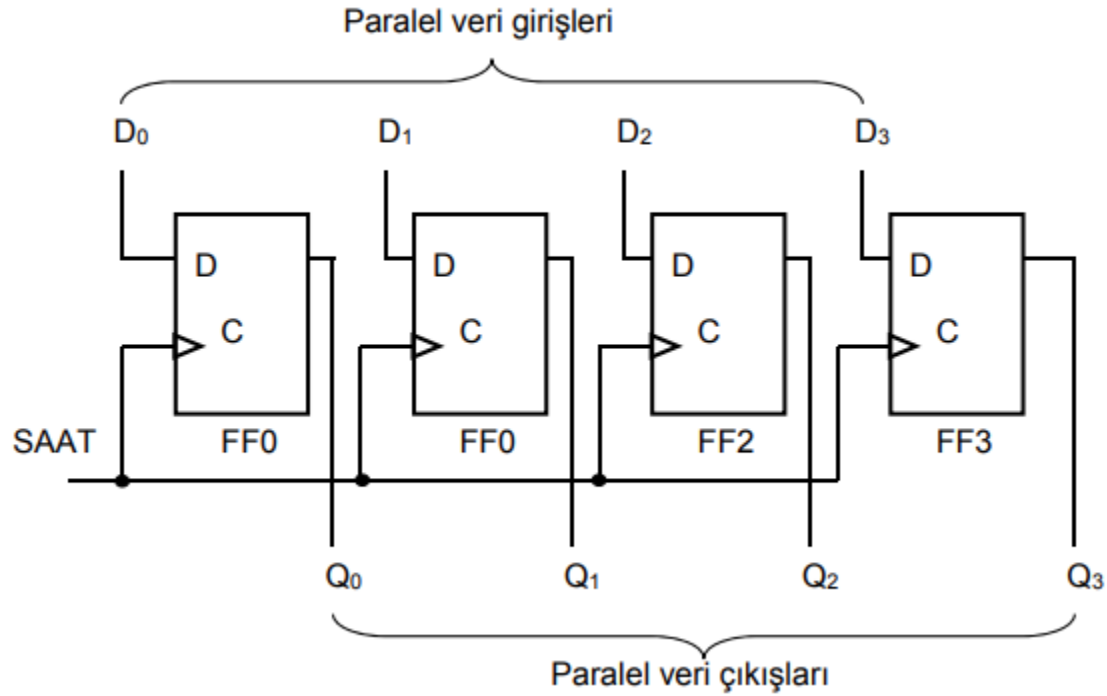 Paralel veri girişleri
D₀ D₁ D₂ D₃
D D D D
C C C C
SAAT FF0 FF0 FF2 FF3
Q₀ Q₁ Q₂ Q₃
Paralel veri çıkışları